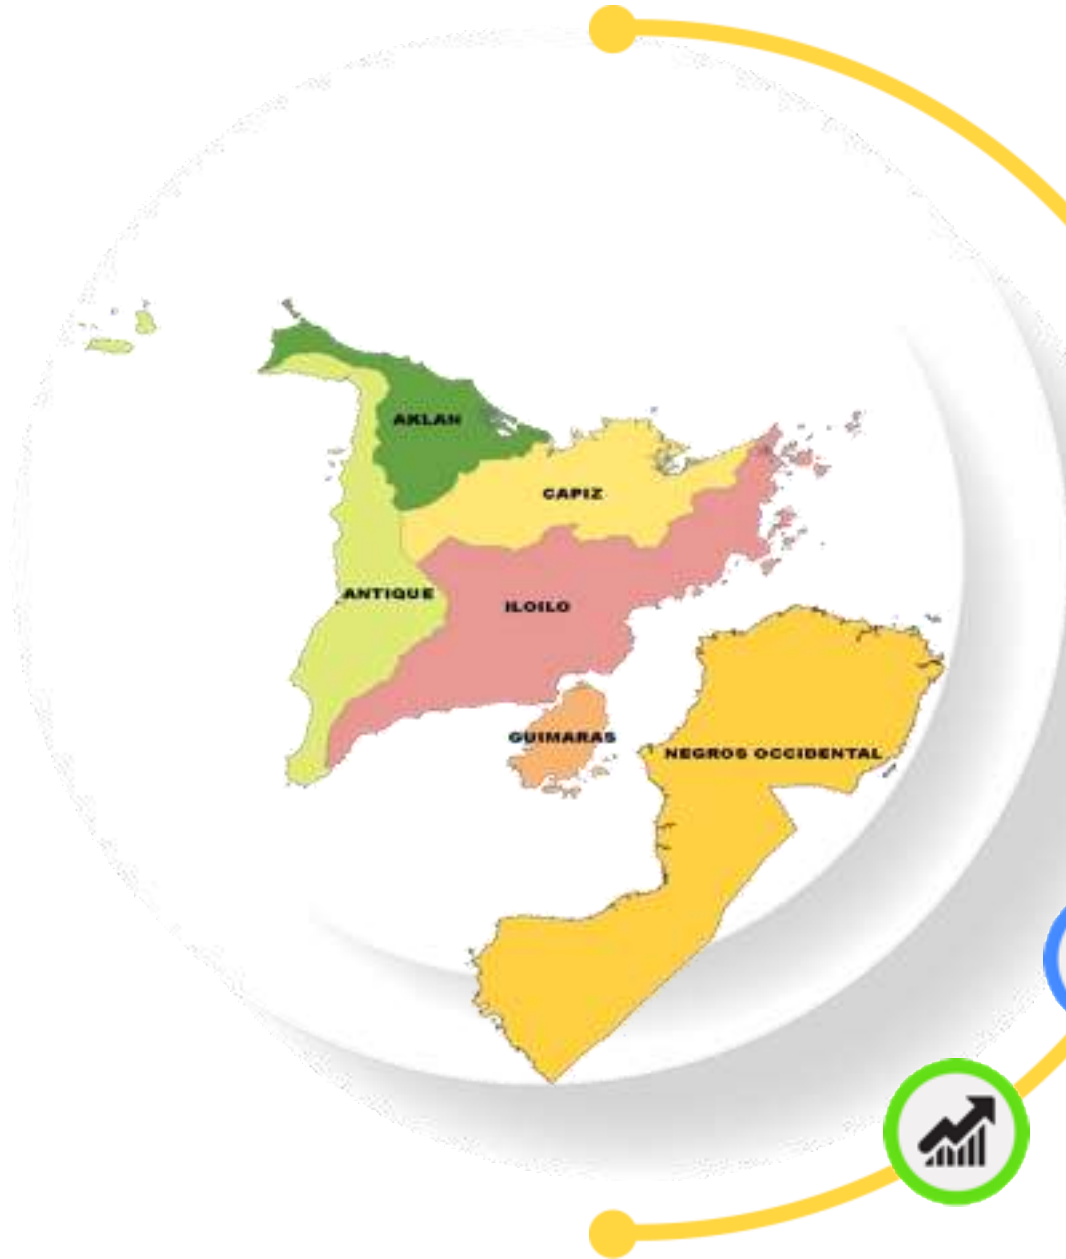 AKLAN
CAPIZ
ANTIQUE
ILOILO
GUIMARAS
NEGROS OCCIDENTAL